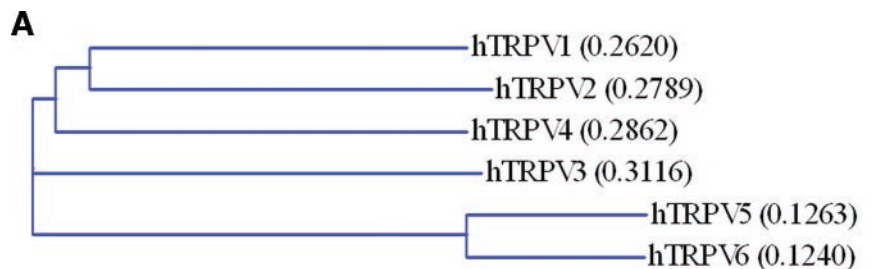 A
hTRPV1 (0.2620)
hTRPV2 (0.2789)
hTRPV4 (0.2862)
hTRPV3 (0.3116)
hTRPV5 (0.1263)
hTRPV6 (0.1240)